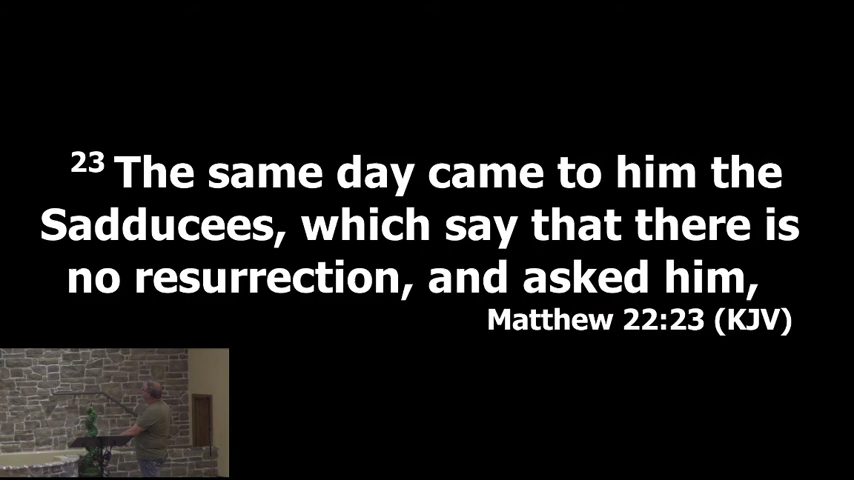 23 The same day came to him the
Sadducees, which say that there is
no resurrection, and asked him,
Matthew 22:23 (KJV)